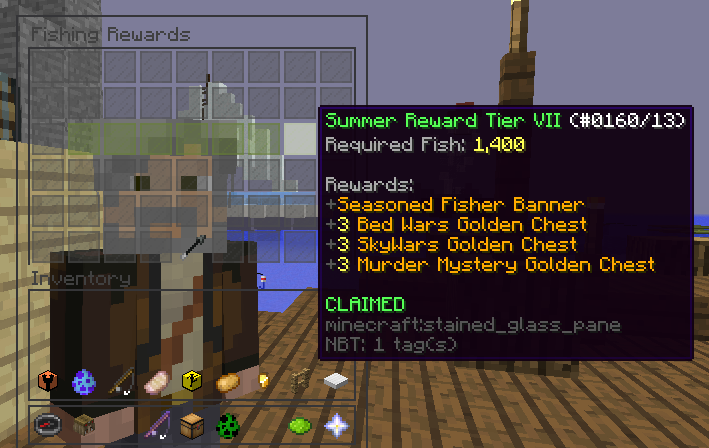 Fishing Rewards
Summer Reward Tier VII (#0160/13)
Required Fish: 1,400
Rewards:
+Seasoned Fisher Banner
+3 Bed Wars Golden Chest
+3 SkyWars Golden Chest
+3 Murder Mystery Golden Chest
CLAIMED
minecraft:stained_glass_pane
NBT: 1 tag(s)
Inventory